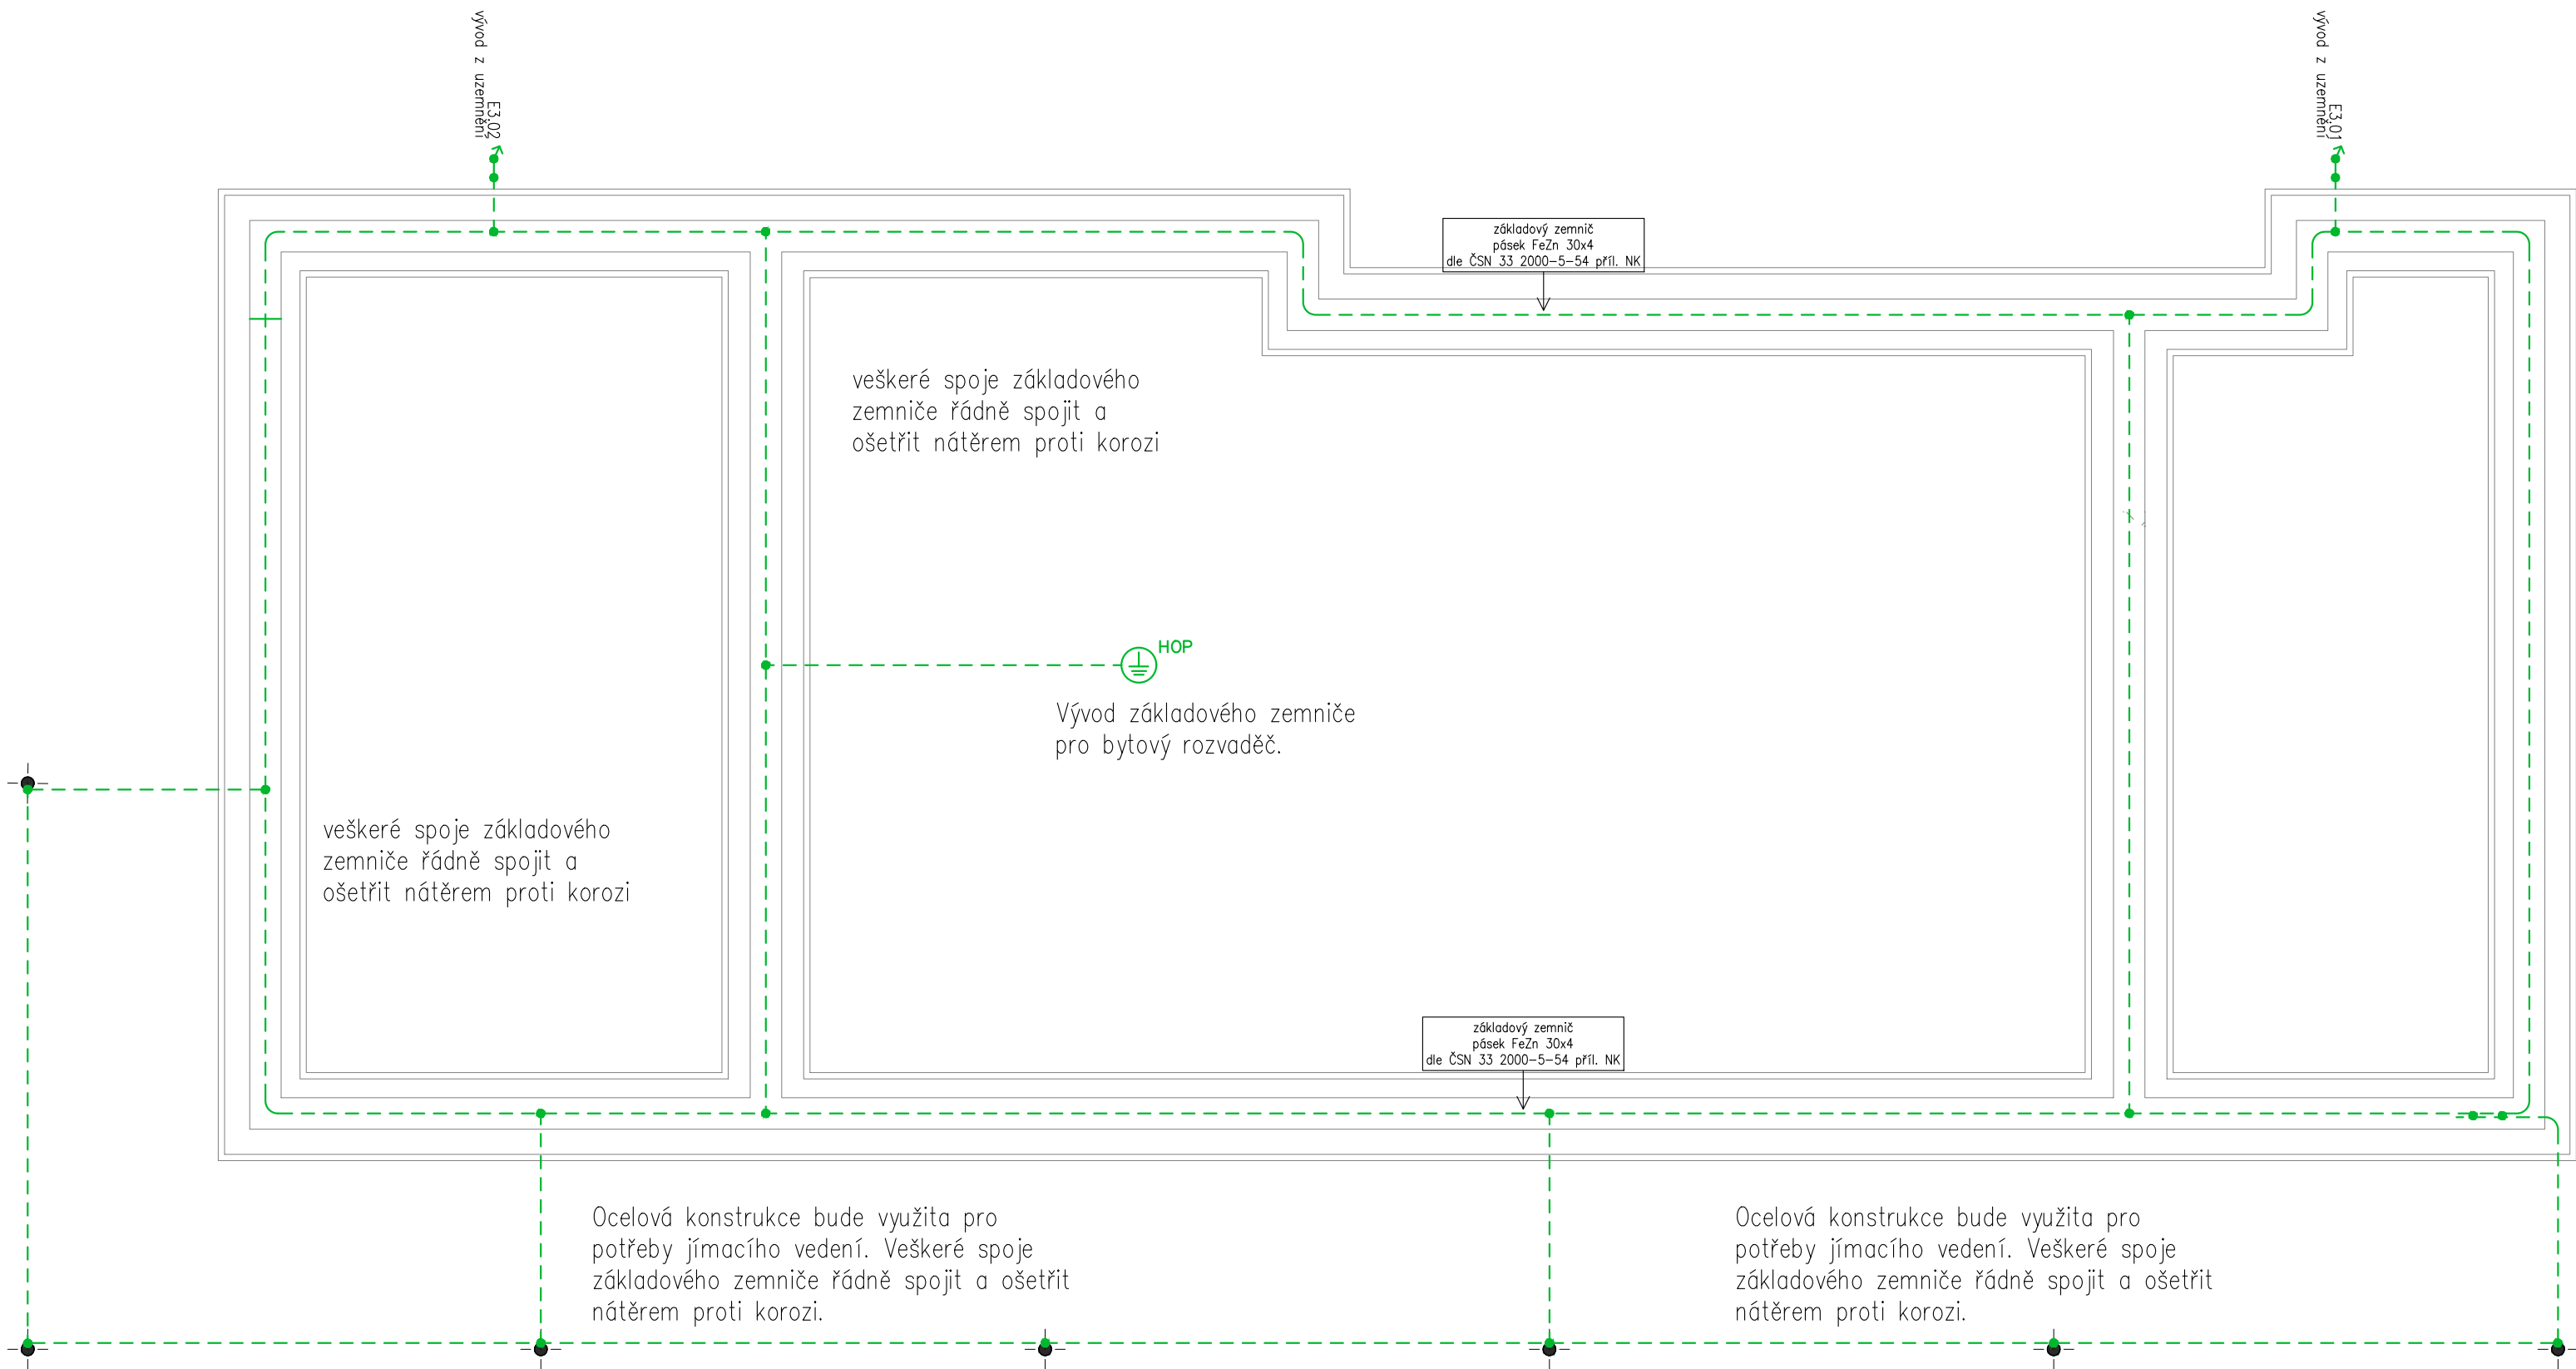 vývod z uzemnění
E3.02
vývod z uzemnění
E3.01
základový zemnič
pásek FeZn 30x4
dle ČSN 33 2000-5-54 příl. NK
veškeré spoje základového
zemniče řádně spojit a
ošetřit nátěrem proti korozi
HOP
Vývod základového zemniče
pro bytový rozvaděč.
veškeré spoje základového
zemniče řádně spojit a
ošetřit nátěrem proti korozi
základový zemnič
pásek FeZn 30x4
dle ČSN 33 2000-5-54 příl. NK
Ocelová konstrukce bude využita pro
potřeby jímacího vedení. Veškeré spoje
základového zemniče řádně spojit a ošetřit
nátěrem proti korozi.
Ocelová konstrukce bude využita pro
potřeby jímacího vedení. Veškeré spoje
základového zemniče řádně spojit a ošetřit
nátěrem proti korozi.